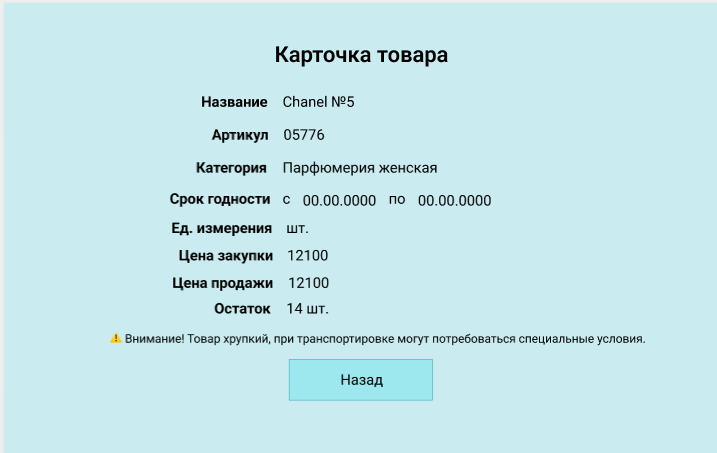 Карточка товара
Название Chanel №5
Артикул 05776
Категория Парфюмерия женская
Срок годности с 00.00.0000 по 00.00.0000
Ед. измерения шт.
Цена закупки 12100
Цена продажи 12100
Остаток 14 шт.
⚠ Внимание! Товар хрупкий, при транспортировке могут потребоваться специальные условия.
Назад